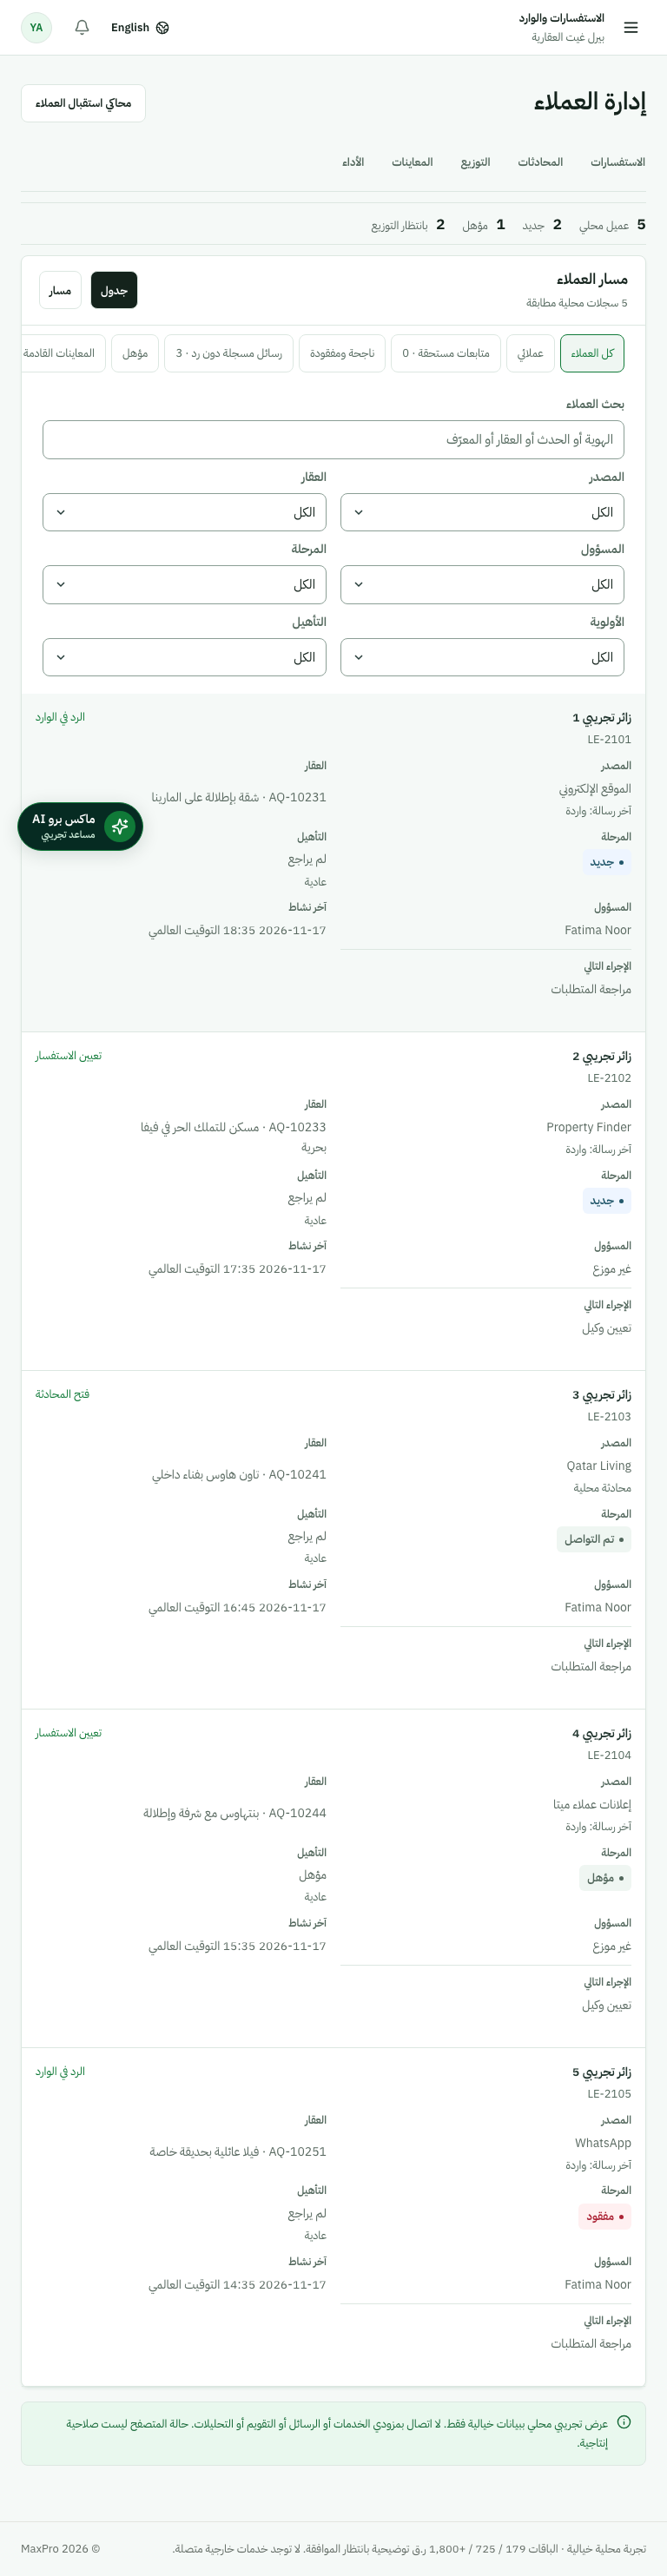 الاستفسارات والوارد
بيرل غيت العقارية
English
YA
إدارة العملاء
محاكي استقبال العملاء
الاستفسارات
المحادثات
التوزيع
المعاينات
الأداء
5 عميل محلي
2 جديد
1 مؤهل
2 بانتظار التوزيع
مسار العملاء
5 سجلات محلية مطابقة
جدول
مسار
كل العملاء
عملائي
متابعات مستحقة · 0
ناجحة ومفقودة
رسائل مسجلة دون رد · 3
مؤهل
المعاينات القادمة
بحث العملاء
الهوية أو الحدث أو العقار أو المعرّف
المصدر
العقار
الكل
الكل
المسؤول
المرحلة
الكل
الكل
الأولوية
التأهيل
الكل
الكل
زائر تجريبي 1
الرد في الوارد
LE-2101
المصدر
العقار
الموقع الإلكتروني
AQ-10231 · شقة بإطلالة على المارينا
آخر رسالة: واردة
ماكس برو AI
مساعد تجريبي
المرحلة
التأهيل
جديد
لم يراجع
عادية
المسؤول
آخر نشاط
Fatima Noor
2026-11-17 18:35 التوقيت العالمي
الإجراء التالي
مراجعة المتطلبات
زائر تجريبي 2
تعيين الاستفسار
LE-2102
المصدر
العقار
Property Finder
AQ-10233 · مسكن للتملك الحر في فيفا
بحرية
آخر رسالة: واردة
المرحلة
التأهيل
جديد
لم يراجع
عادية
المسؤول
آخر نشاط
غير موزع
2026-11-17 17:35 التوقيت العالمي
الإجراء التالي
تعيين وكيل
زائر تجريبي 3
فتح المحادثة
LE-2103
المصدر
العقار
Qatar Living
AQ-10241 · تاون هاوس بفناء داخلي
محادثة محلية
المرحلة
التأهيل
تم التواصل
لم يراجع
عادية
المسؤول
آخر نشاط
Fatima Noor
2026-11-17 16:45 التوقيت العالمي
الإجراء التالي
مراجعة المتطلبات
زائر تجريبي 4
تعيين الاستفسار
LE-2104
المصدر
العقار
إعلانات عملاء ميتا
AQ-10244 · بنتهاوس مع شرفة وإطلالة
آخر رسالة: واردة
المرحلة
التأهيل
مؤهل
مؤهل
عادية
المسؤول
آخر نشاط
غير موزع
2026-11-17 15:35 التوقيت العالمي
الإجراء التالي
تعيين وكيل
زائر تجريبي 5
الرد في الوارد
LE-2105
المصدر
العقار
WhatsApp
AQ-10251 · فيلا عائلية بحديقة خاصة
آخر رسالة: واردة
المرحلة
التأهيل
مفقود
لم يراجع
عادية
المسؤول
آخر نشاط
Fatima Noor
2026-11-17 14:35 التوقيت العالمي
الإجراء التالي
مراجعة المتطلبات
عرض تجريبي محلي ببيانات خيالية فقط. لا اتصال بمزودي الخدمات أو الرسائل أو التقويم أو التحليلات. حالة المتصفح ليست صلاحية
إنتاجية.
تجربة محلية خيالية · الباقات 179 / 725 / +1,800 ر.ق توضيحية بانتظار الموافقة. لا توجد خدمات خارجية متصلة.
© 2026 MaxPro